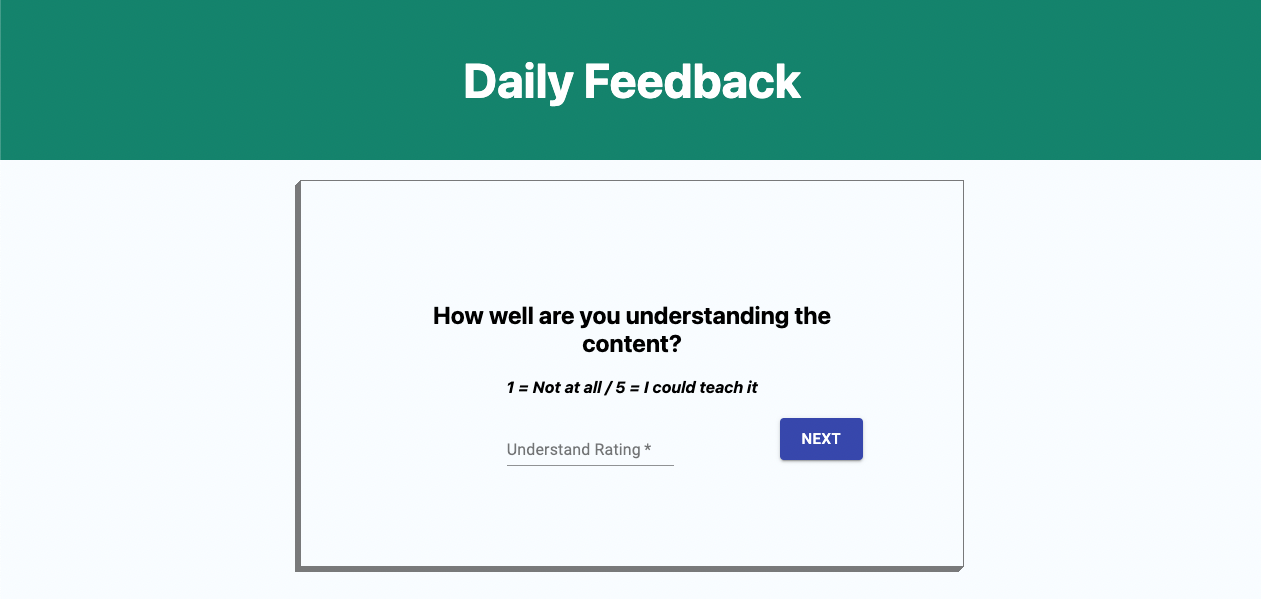 Daily Feedback
How well are you understanding the
content?
1 = Not at all / 5 = I could teach it
Understand Rating *
NEXT